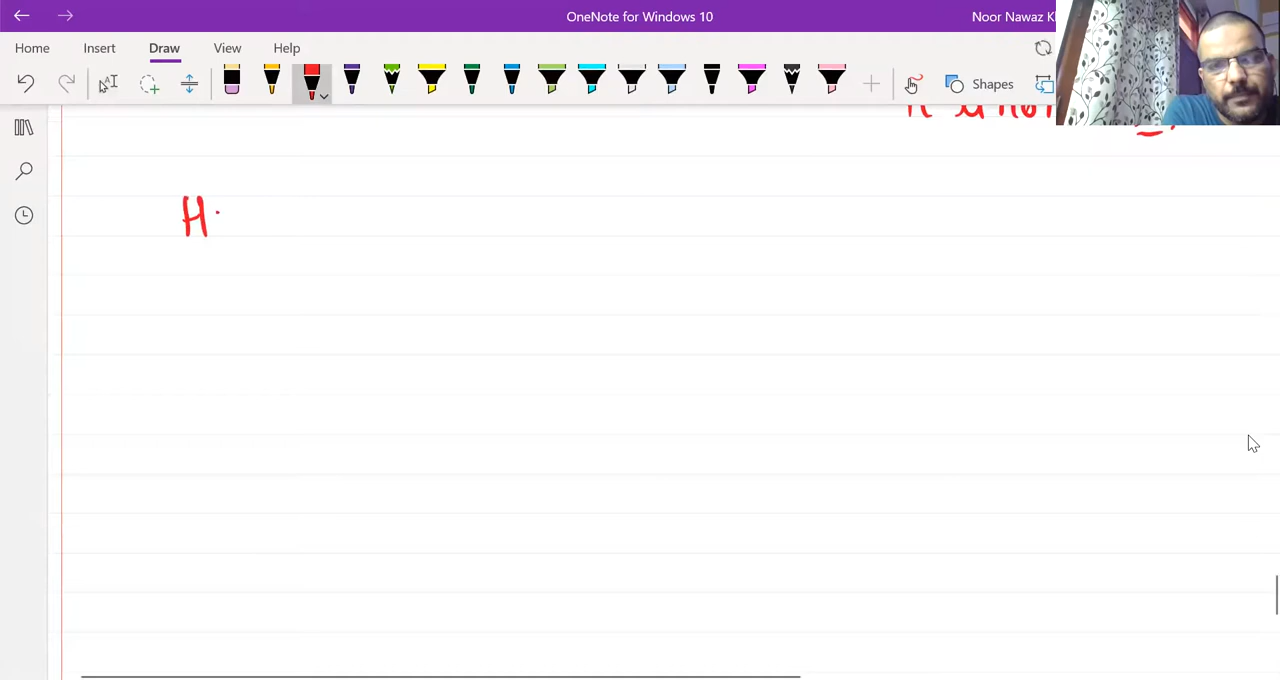 OneNote for Windows 10
Noor Nawaz
Home Insert Draw View Help
Shapes
H